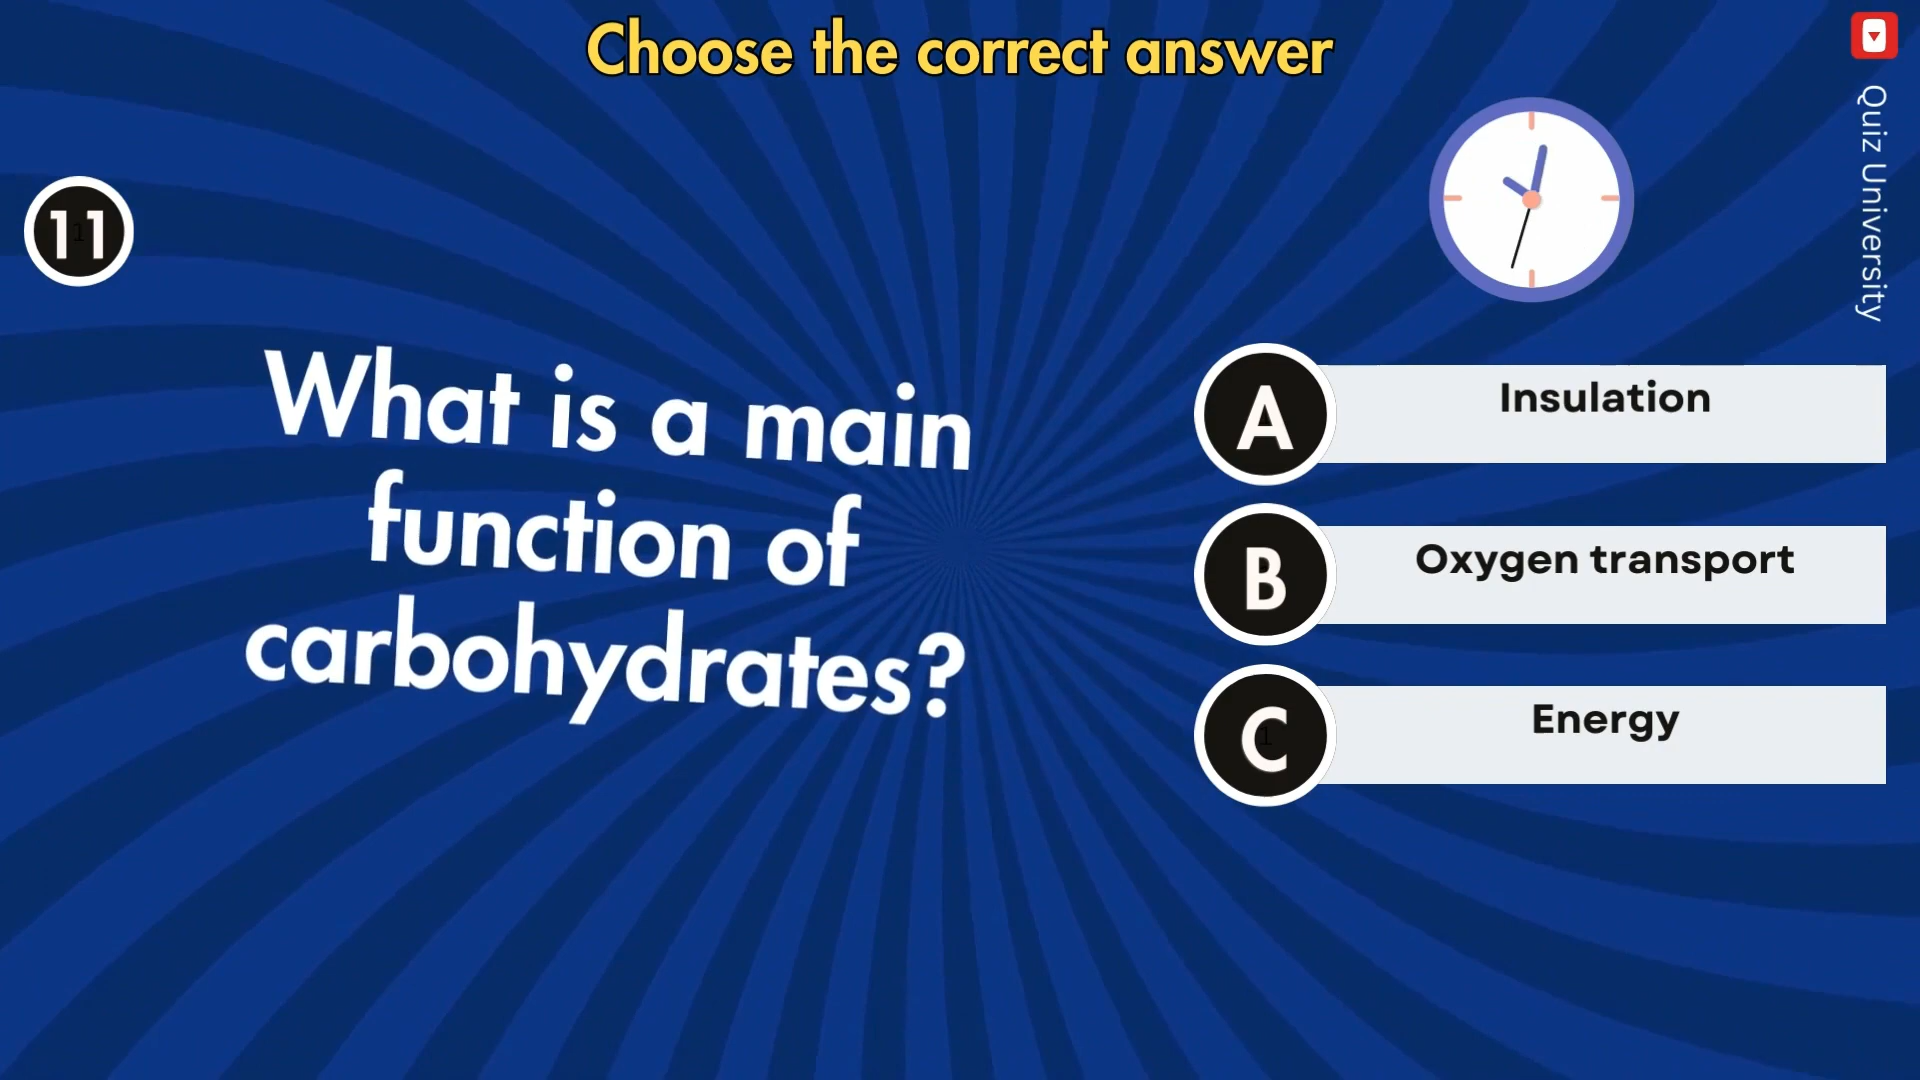 Choose the correct answer
Quiz University
11
What is a main
function of
carbohydrates?
A
Insulation
B
Oxygen transport
C
Energy